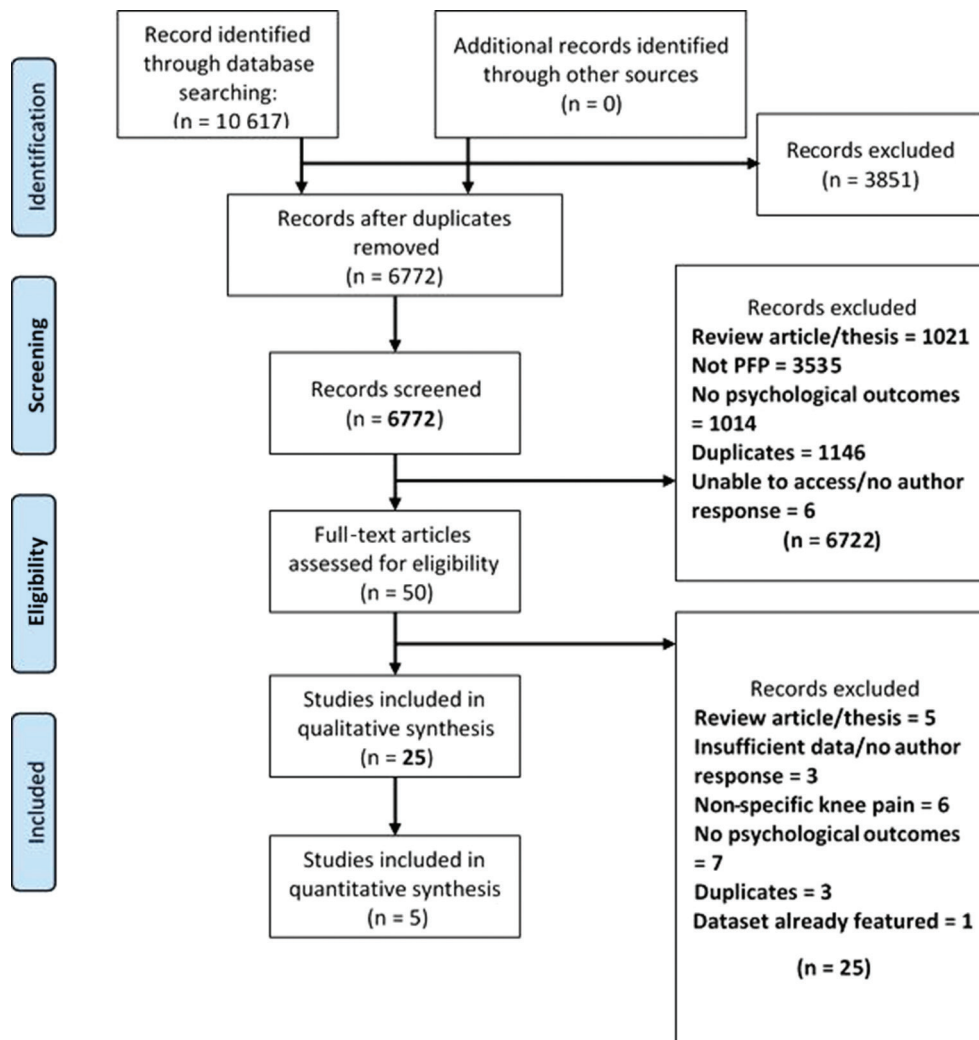 Identification
Record identified
through database
searching:
(n = 10 617)
Additional records identified
through other sources
(n = 0)
Records excluded
(n = 3851)
Records after duplicates
removed
(n = 6772)
Screening
Records screened
(n = 6772)
Records excluded
Review article/thesis = 1021
Not PFP = 3535
No psychological outcomes
= 1014
Duplicates = 1146
Unable to access/no author
response = 6
(n = 6722)
Eligibility
Full-text articles
assessed for eligibility
(n = 50)
Records excluded
Review article/thesis = 5
Insufficient data/no author
response = 3
Non-specific knee pain = 6
No psychological outcomes
= 7
Duplicates = 3
Dataset already featured = 1
(n = 25)
Included
Studies included in
qualitative synthesis
(n = 25)
Studies included in
quantitative synthesis
(n = 5)